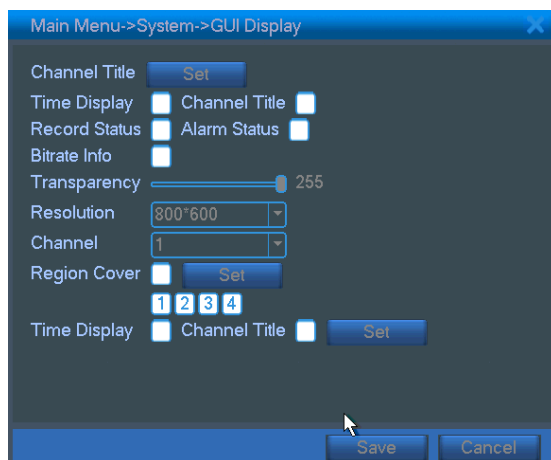 Main Menu->System->GUI Display
Channel Title Set
Time Display Channel Title
Record Status Alarm Status
Bitrate Info
Transparency 255
Resolution 800*600
Channel 1
Region Cover Set
1 2 3 4
Time Display Channel Title Set
Save Cancel